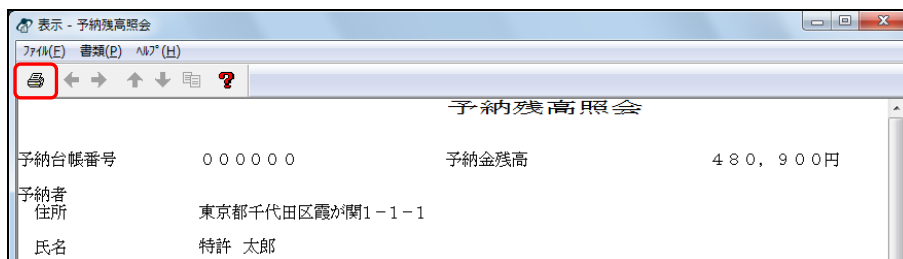 表示 - 予納残高照会
ﾌｧｲﾙ(F) 書類(P) ﾍﾙﾌﾟ(H)
予納残高照会
予納台帳番号 ００００００ 予納金残高 ４８０，９００円
予納者
住所 東京都千代田区霞が関１－１－１
氏名 特許 太郎